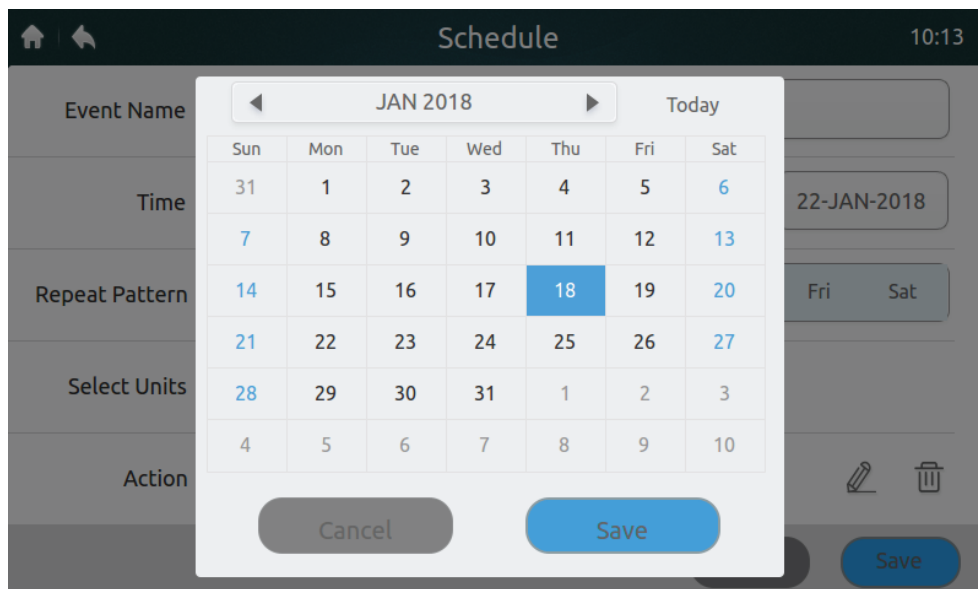 Schedule 10:13
Event Name
JAN 2018 Today
Sun Mon Tue Wed Thu Fri Sat
31 1 2 3 4 5 6
Time
22-JAN-2018
7 8 9 10 11 12 13
Repeat Pattern
14 15 16 17 18 19 20
Fri Sat
21 22 23 24 25 26 27
Select Units
28 29 30 31 1 2 3
4 5 6 7 8 9 10
Action
Cancel Save
Save